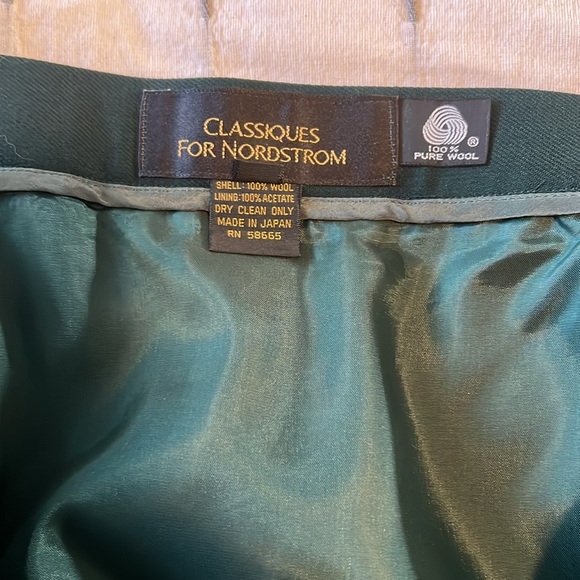 CLASSIQUES
FOR NORDSTROM
100%
PURE WOOL
®
SHELL: 100% WOOL
LINING: 100% ACETATE
DRY CLEAN ONLY
MADE IN JAPAN
RN 58665